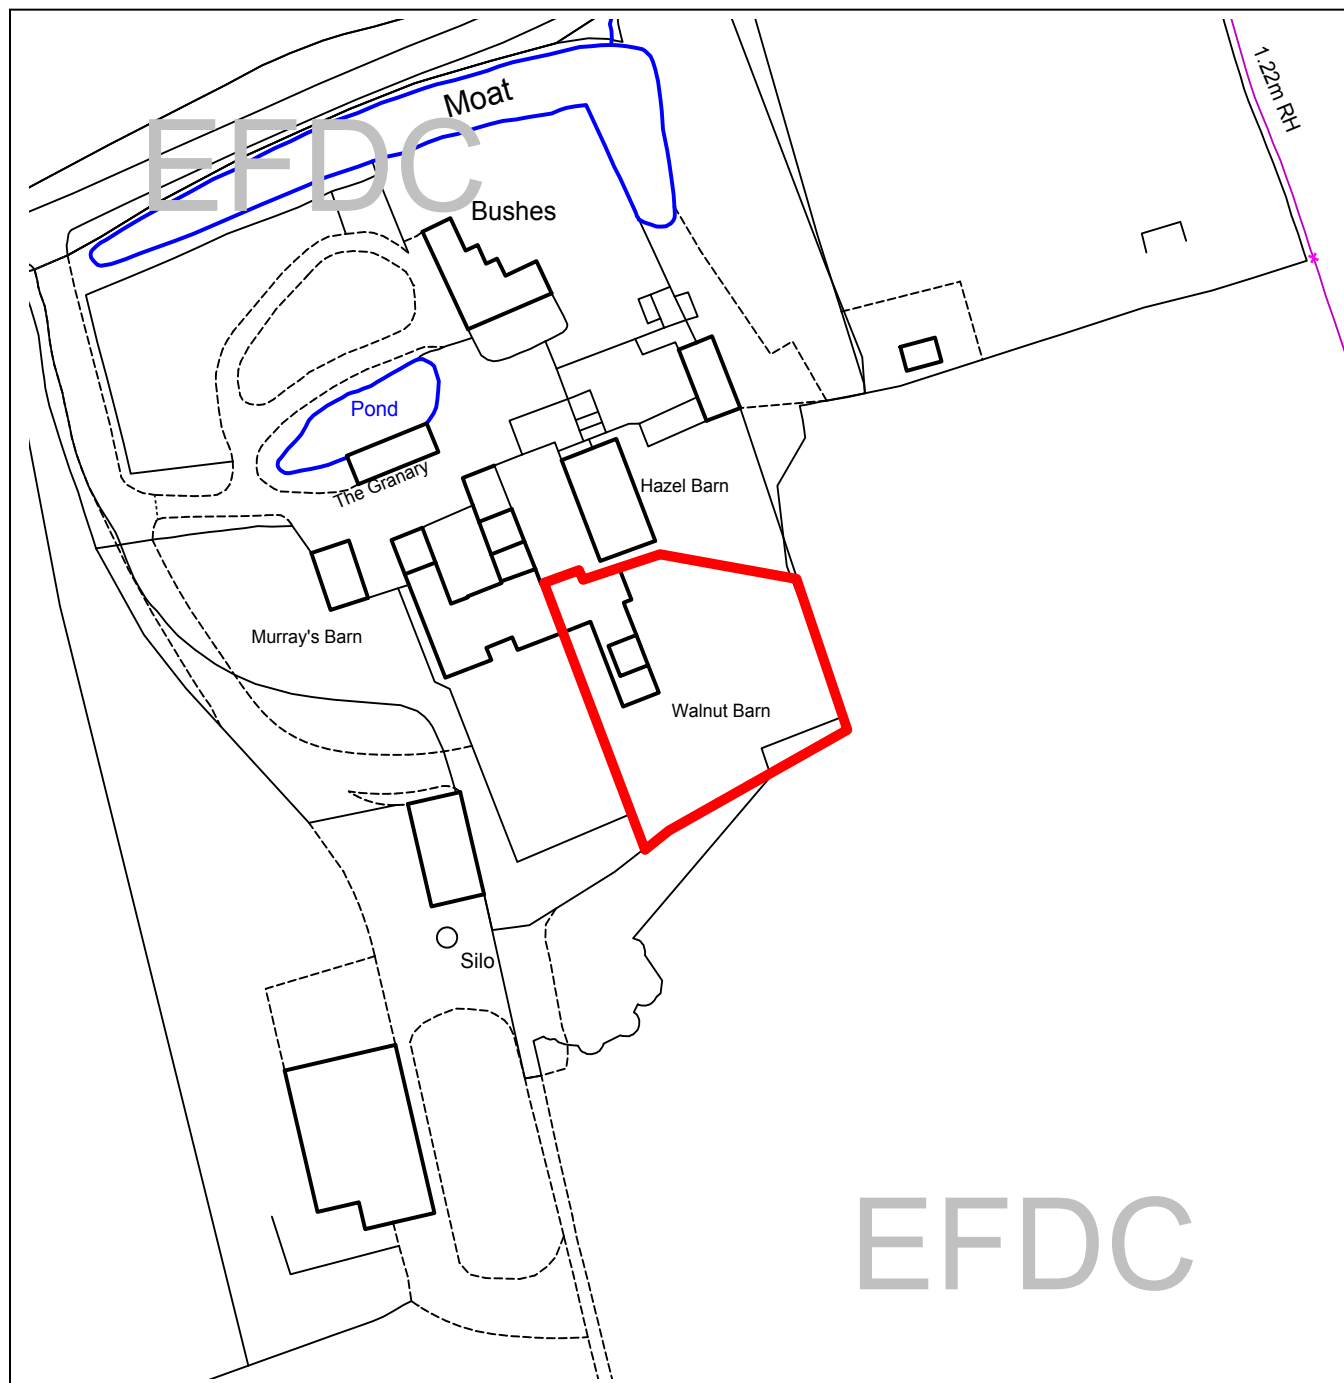 1.22m RH
Moat
EFDC
Bushes
Pond
The Granary
Hazel Barn
Murray's Barn
Walnut Barn
Silo
EFDC